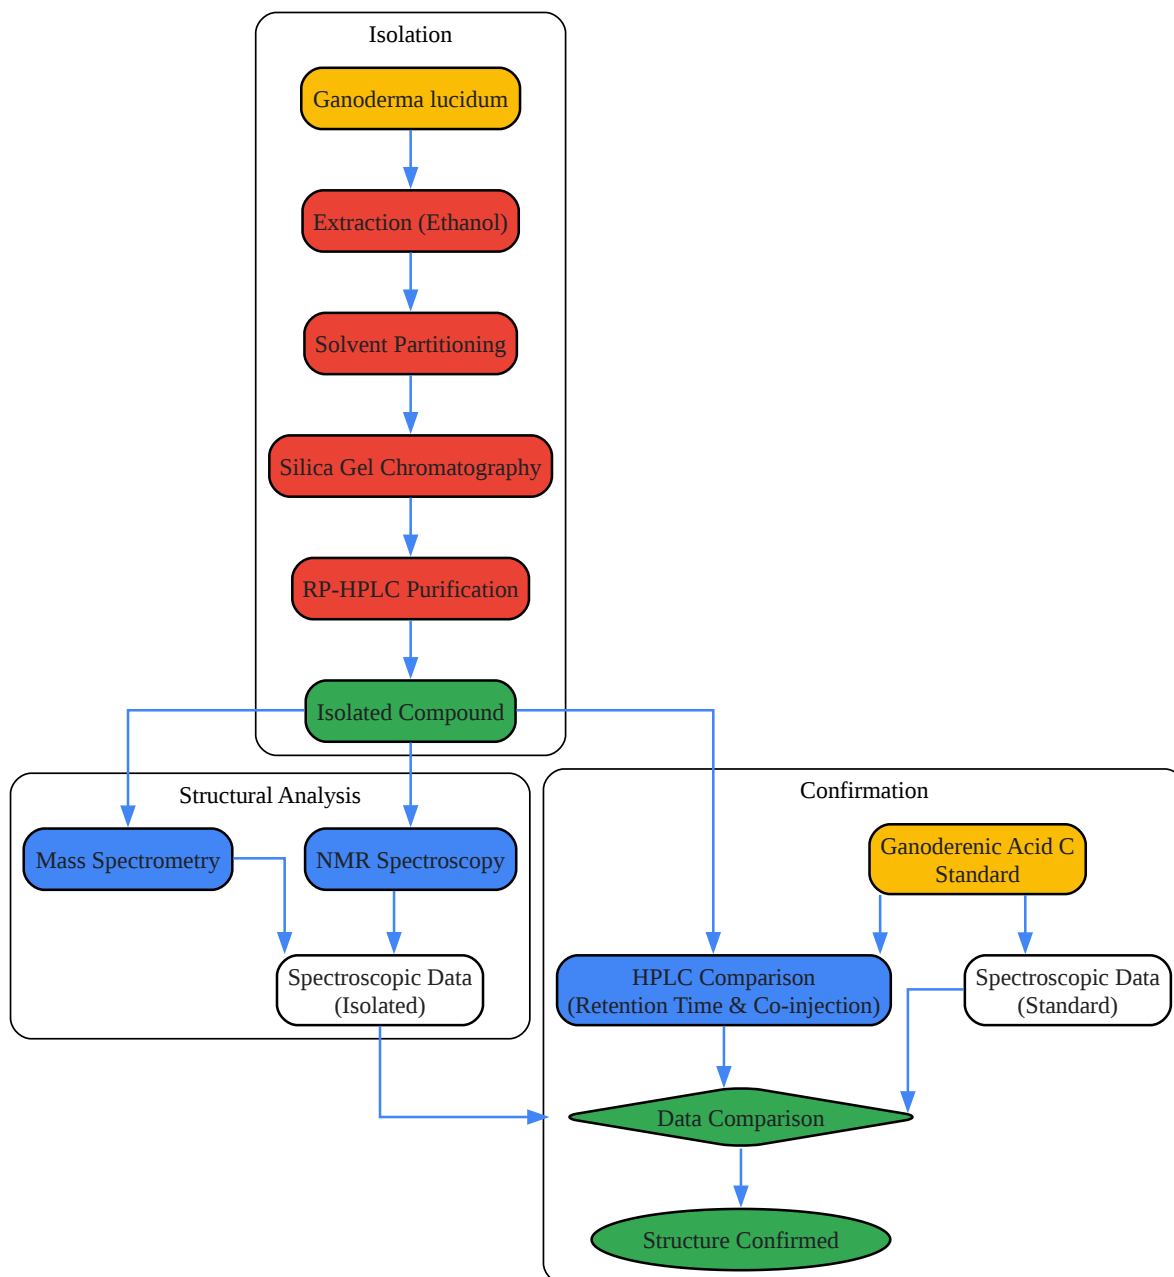 Isolation
Ganoderma lucidum
Extraction (Ethanol)
Solvent Partitioning
Silica Gel Chromatography
RP-HPLC Purification
Isolated Compound
Structural Analysis
Mass Spectrometry
NMR Spectroscopy
Spectroscopic Data
(Isolated)
Confirmation
Ganoderenic Acid C
Standard
HPLC Comparison
(Retention Time & Co-injection)
Spectroscopic Data
(Standard)
Data Comparison
Structure Confirmed